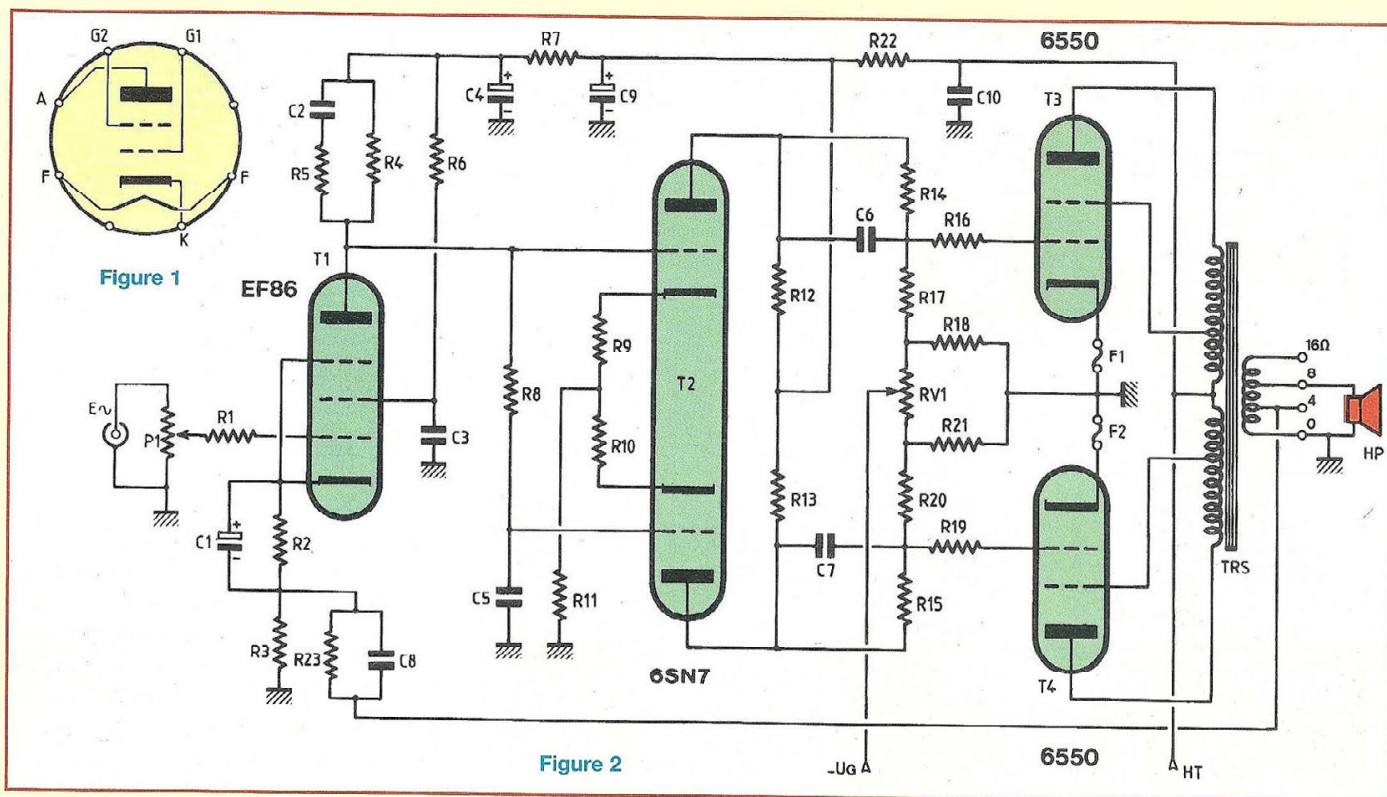 G2
G1
A
F
F
K
Figure 1
R7
R22
6550
C4
+
-
C9
+
-
C10
T3
C2
R5
R4
R6
R14
C6
R16
T1
EF86
R12
R17
R18
F1
16Ω
8
4
0
HP
R9
T2
R8
RV1
E~
P1
R1
C3
R10
R21
F2
R13
R20
R19
C1
+
-
R2
C5
R11
C7
R15
TRS
R3
R23
C8
6SN7
T4
Figure 2
-UG
6550
HT